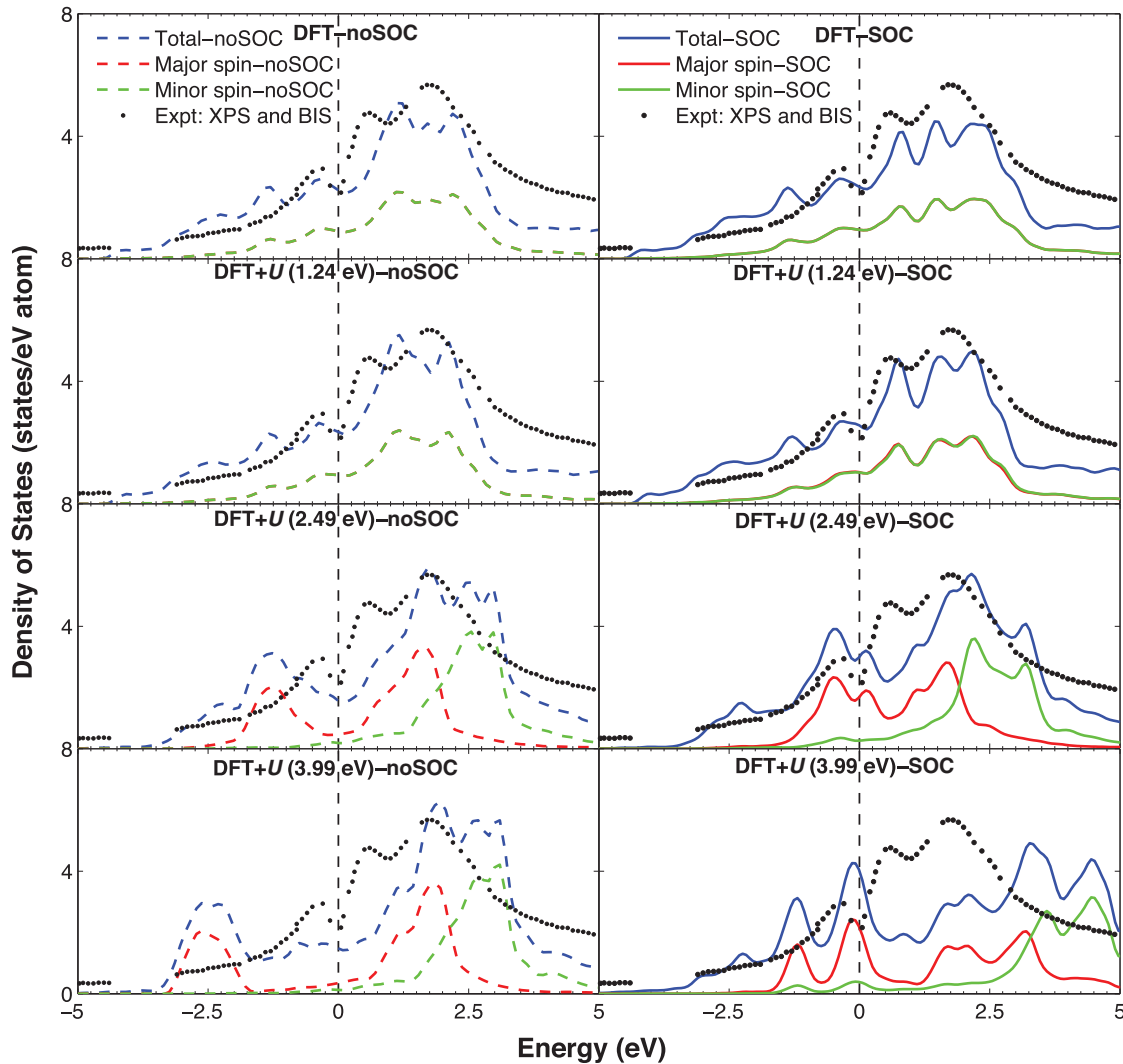 8
DFT–noSOC
Total–noSOC
Major spin–noSOC
Minor spin–noSOC
Expt: XPS and BIS
4
DFT–SOC
Total–SOC
Major spin–SOC
Minor spin–SOC
Expt: XPS and BIS
8
DFT+U (1.24 eV)–noSOC
DFT+U (1.24 eV)–SOC
4
8
DFT+U (2.49 eV)–noSOC
DFT+U (2.49 eV)–SOC
4
8
DFT+U (3.99 eV)–noSOC
DFT+U (3.99 eV)–SOC
4
0
Density of States (states/eV atom)
−5 −2.5 0 2.5 5 −2.5 0 2.5 5
Energy (eV)